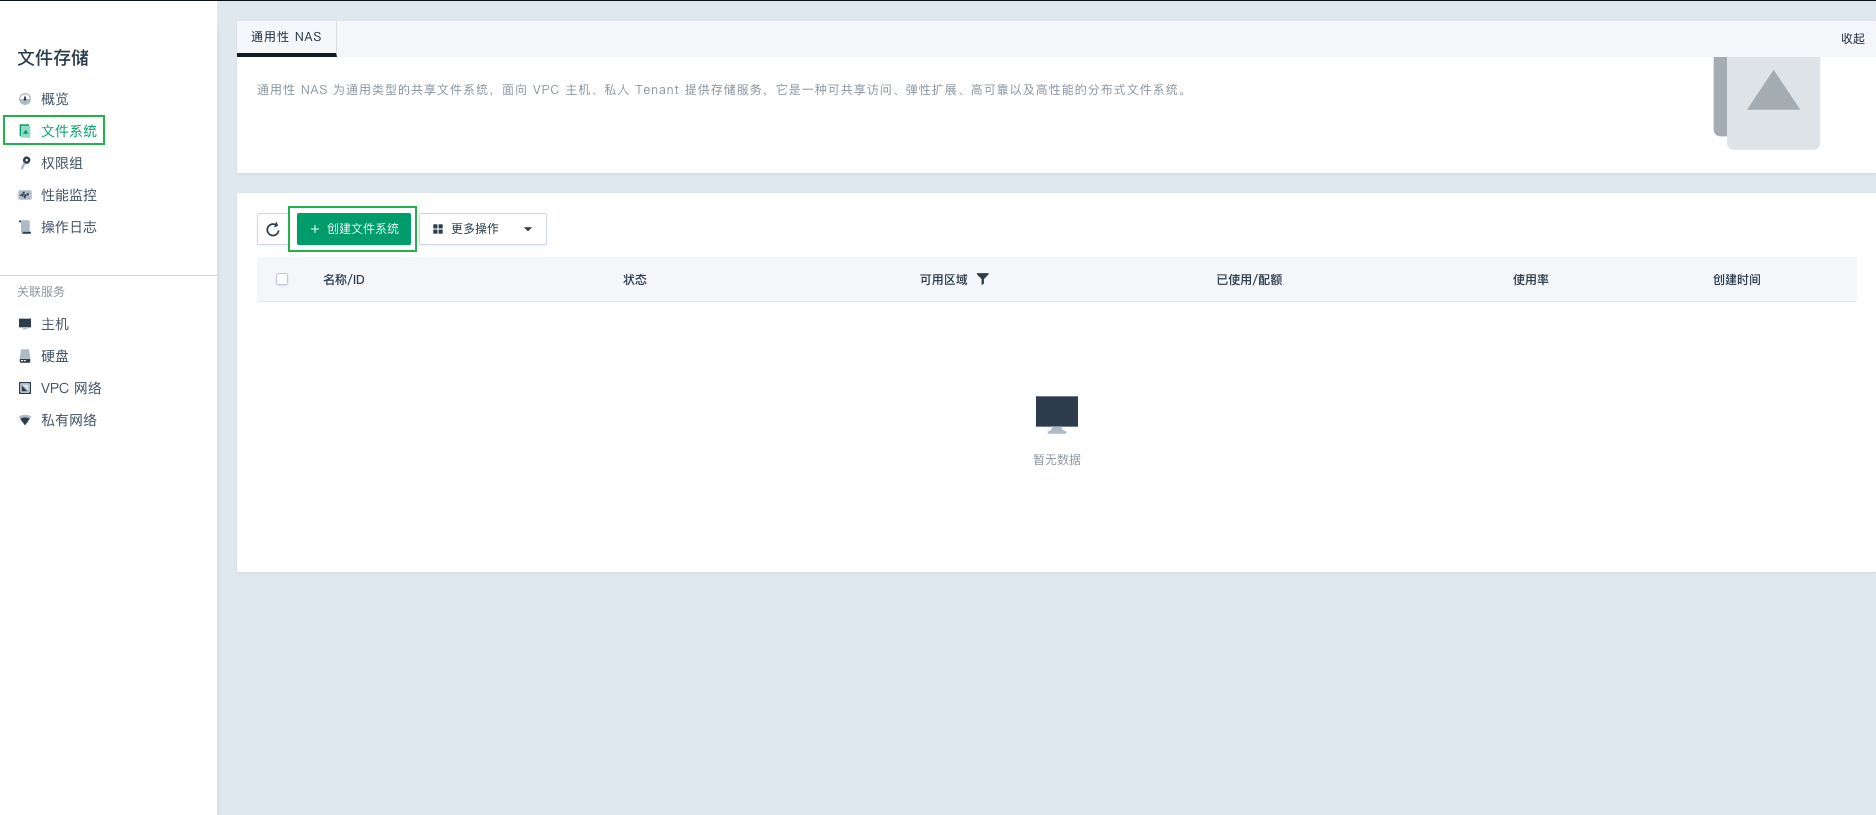 文件存储
概览
文件系统
权限组
性能监控
操作日志
关联服务
主机
硬盘
VPC 网络
私有网络
通用性 NAS
收起
通用性 NAS 为通用类型的共享文件系统，面向 VPC 主机、私人 Tenant 提供存储服务，它是一种可共享访问、弹性扩展、高可靠以及高性能的分布式文件系统。
+ 创建文件系统 更多操作
名称/ID 状态 可用区域 已使用/配额 使用率 创建时间
暂无数据